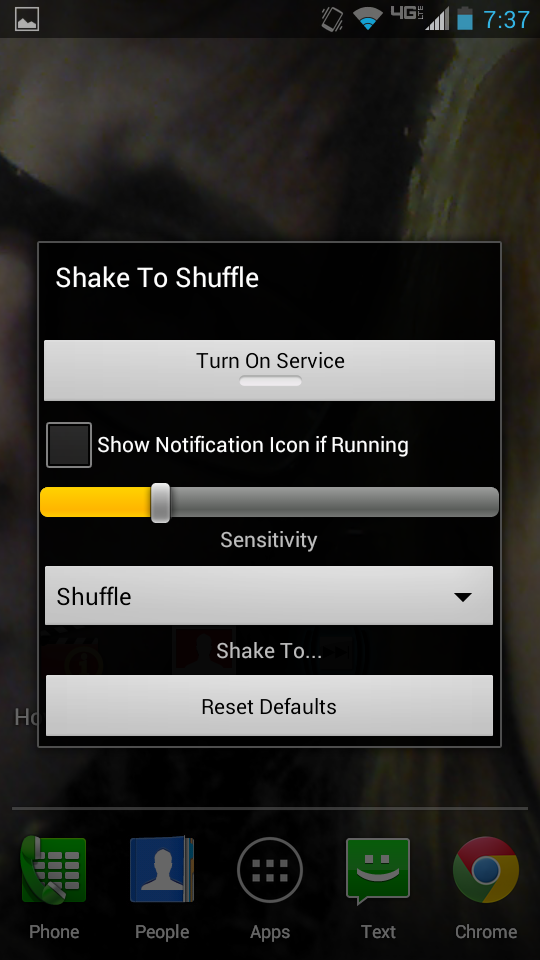 4G LTE 7:37
Shake To Shuffle
Turn On Service
Show Notification Icon if Running
Sensitivity
Shuffle
Shake To...
Reset Defaults
Phone People Apps Text Chrome